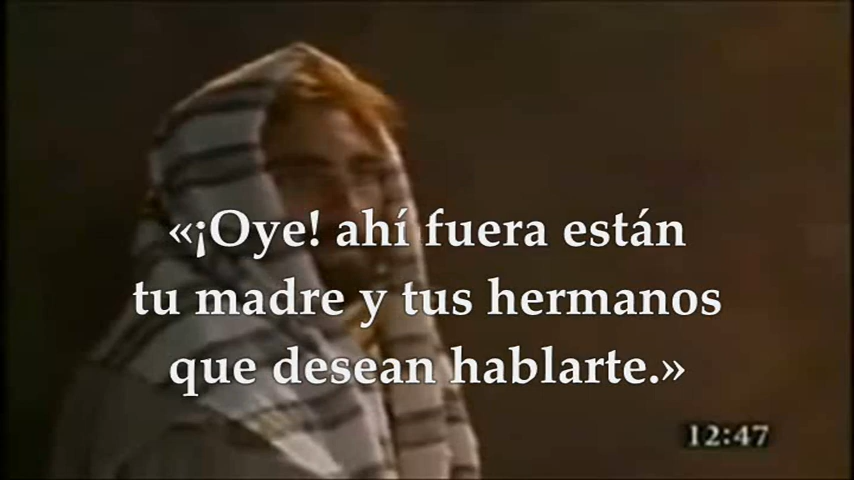 «¡Oye! ahí fuera están
tu madre y tus hermanos
que desean hablarte.»
12:47